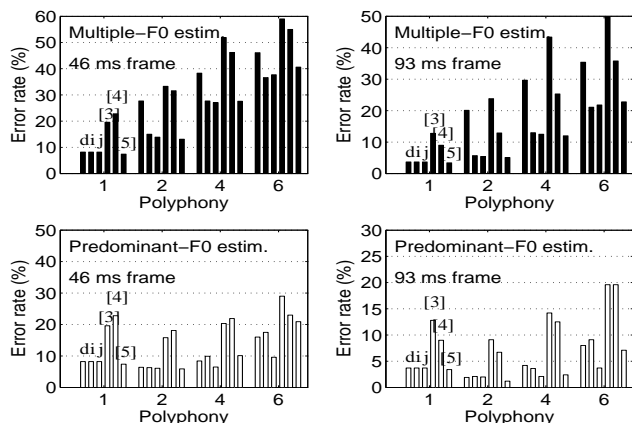 60
50
40
30
20
10
0
Error rate (%)
Multiple−F0 estim.
46 ms frame
d i j
[3]
[4]
[5]
1 2 4 6
Polyphony
50
40
30
20
10
0
Error rate (%)
Multiple−F0 estim.
93 ms frame
d i j
[3]
[4]
[5]
1 2 4 6
Polyphony
50
40
30
20
10
0
Error rate (%)
Predominant−F0 estim.
46 ms frame
d i j
[3]
[4]
[5]
1 2 4 6
Polyphony
30
25
20
15
10
5
0
Error rate (%)
Predominant−F0 estim.
93 ms frame
d i j
[3]
[4]
[5]
1 2 4 6
Polyphony